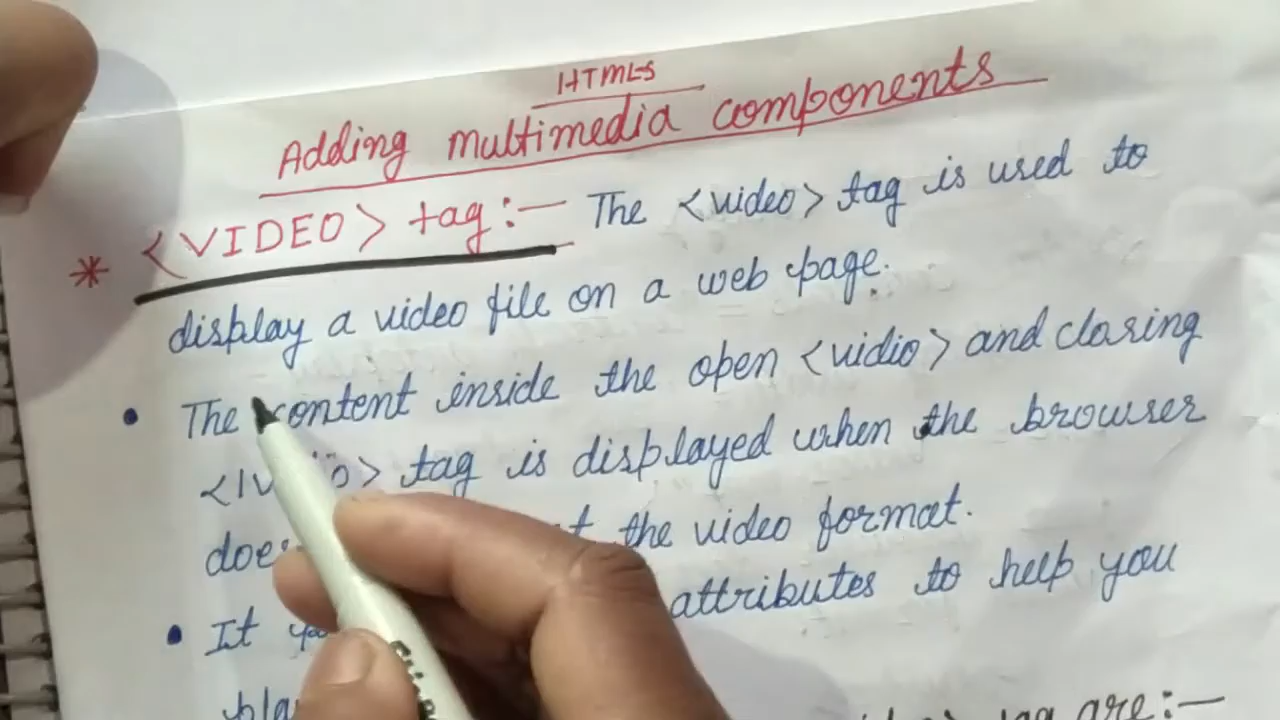 HTML5
Adding multimedia components
* <VIDEO> tag:- The <video> tag is used to
display a video file on a web page.
• The content inside the open <vidio> and closing
tag is displayed when the browser
the video format.
• It attributes to help you
tag are:-